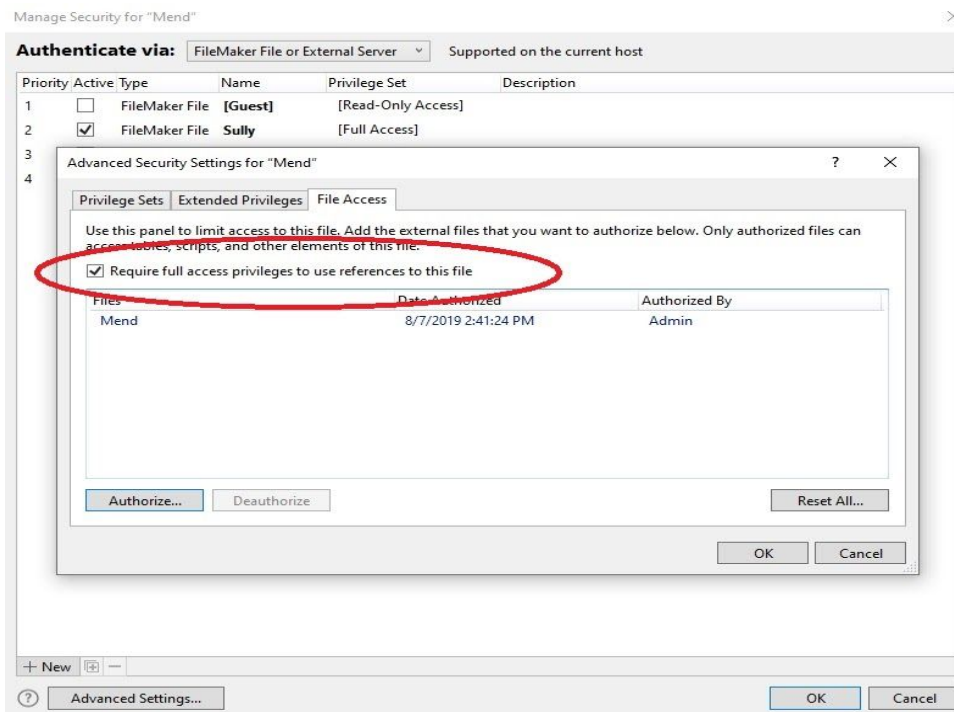 Manage Security for "Mend"
Authenticate via: FileMaker File or External Server Supported on the current host
Priority Active Type Name Privilege Set Description
1 FileMaker File [Guest] [Read-Only Access]
2 FileMaker File Sully [Full Access]
3
4
Advanced Security Settings for "Mend" ?
Privilege Sets Extended Privileges File Access
Use this panel to limit access to this file. Add the external files that you want to authorize below. Only authorized files can
access tables, scripts, and other elements of this file.
Require full access privileges to use references to this file
Files Date Authorized Authorized By
Mend 8/7/2019 2:41:24 PM Admin
Authorize... Deauthorize Reset All...
OK Cancel
+ New
? Advanced Settings... OK Cancel